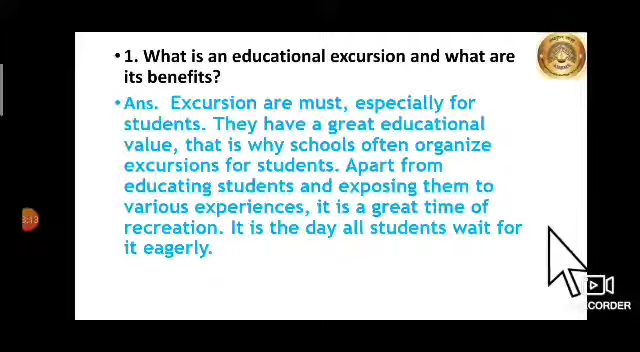 • 1. What is an educational excursion and what are
its benefits?
• Ans. Excursion are must, especially for
students. They have a great educational
value, that is why schools often organize
excursions for students. Apart from
educating students and exposing them to
various experiences, it is a great time of
recreation. It is the day all students wait for
it eagerly.
:13
ORDER